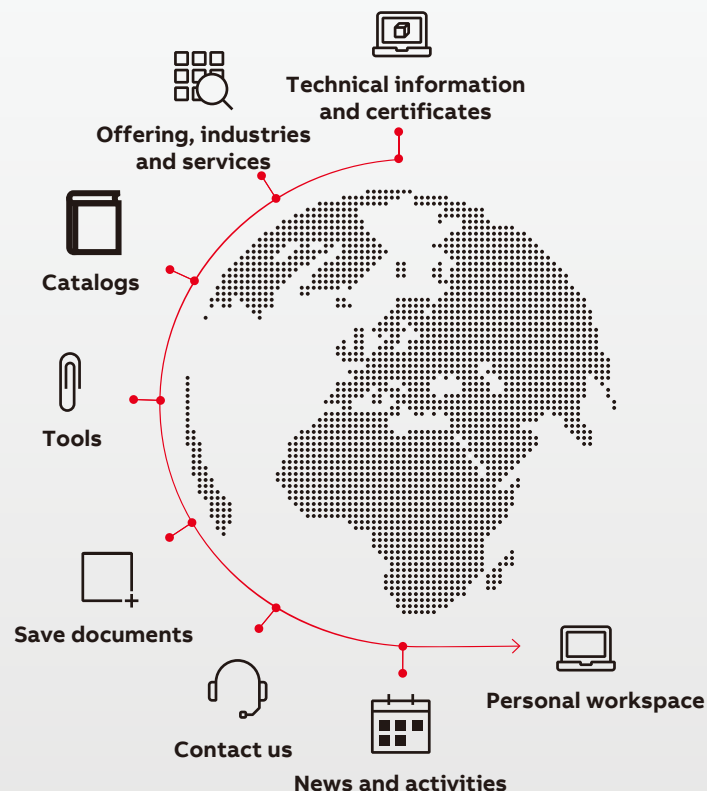 Technical information
and certificates
Offering, industries
and services
Catalogs
Tools
Save documents
Contact us
News and activities
Personal workspace